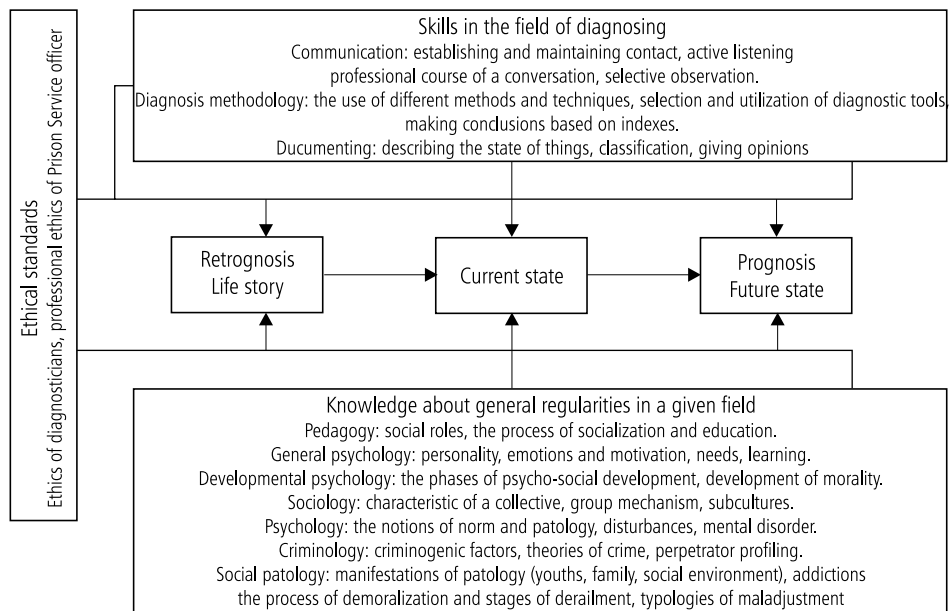 Ethical standards
Ethics of diagnosticians, professional ethics of Prison Service officer
Skills in the field of diagnosing
Communication: establishing and maintaining contact, active listening
professional course of a conversation, selective observation.
Diagnosis methodology: the use of different methods and techniques, selection and utilization of diagnostic tools,
making conclusions based on indexes.
Ducumenting: describing the state of things, classification, giving opinions
Retrognosis
Life story
Current state
Prognosis
Future state
Knowledge about general regularities in a given field
Pedagogy: social roles, the process of socialization and education.
General psychology: personality, emotions and motivation, needs, learning.
Developmental psychology: the phases of psycho-social development, development of morality.
Sociology: characteristic of a collective, group mechanism, subcultures.
Psychology: the notions of norm and patology, disturbances, mental disorder.
Criminology: criminogenic factors, theories of crime, perpetrator profiling.
Social patology: manifestations of patology (youths, family, social environment), addictions
the process of demoralization and stages of derailment, typologies of maladjustment